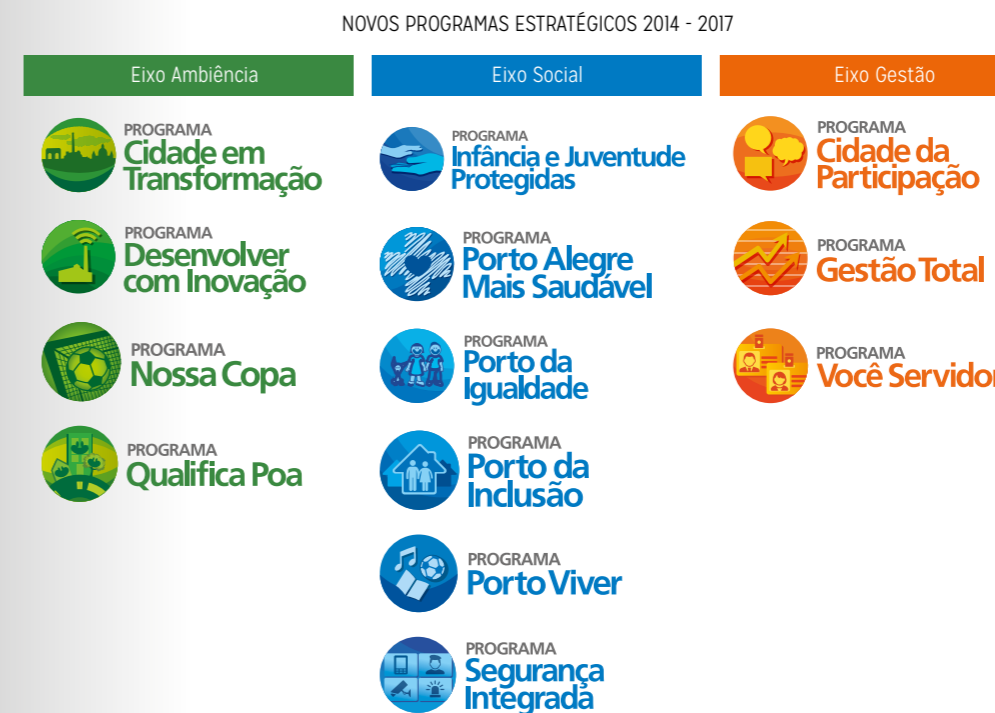 NOVOS PROGRAMAS ESTRATÉGICOS 2014 - 2017
Eixo Ambiência
PROGRAMA
Cidade em
Transformação
PROGRAMA
Desenvolver
com Inovação
PROGRAMA
Nossa Copa
PROGRAMA
Qualifica Poa
Eixo Social
PROGRAMA
Infância e Juventude
Protegidas
PROGRAMA
Porto Alegre
Mais Saudável
PROGRAMA
Porto da
Igualdade
PROGRAMA
Porto da
Inclusão
PROGRAMA
Porto Viver
PROGRAMA
Segurança
Integrada
Eixo Gestão
PROGRAMA
Cidade da
Participação
PROGRAMA
Gestão Total
PROGRAMA
Você Servidor